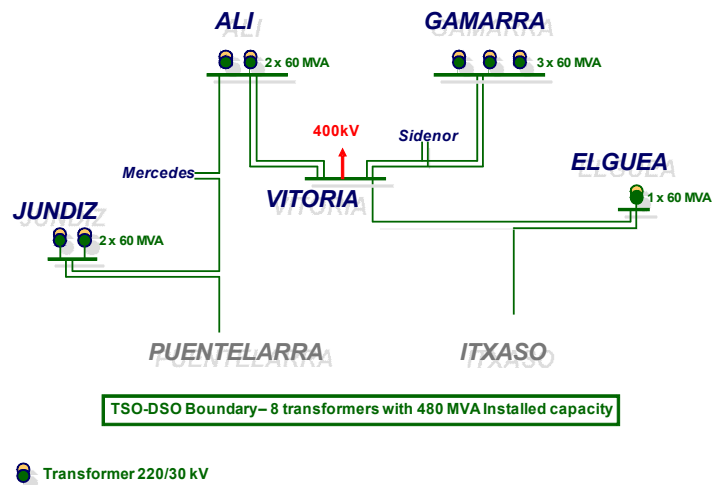 ALI
GAMARRA
2 x 60 MVA
3 x 60 MVA
400kV
Sidenor
Mercedes
ELGUEA
VITORIA
1 x 60 MVA
JUNDIZ
2 x 60 MVA
PUENTELARRA
ITXASO
TSO-DSO Boundary– 8 transformers with 480 MVA Installed capacity
Transformer 220/30 kV